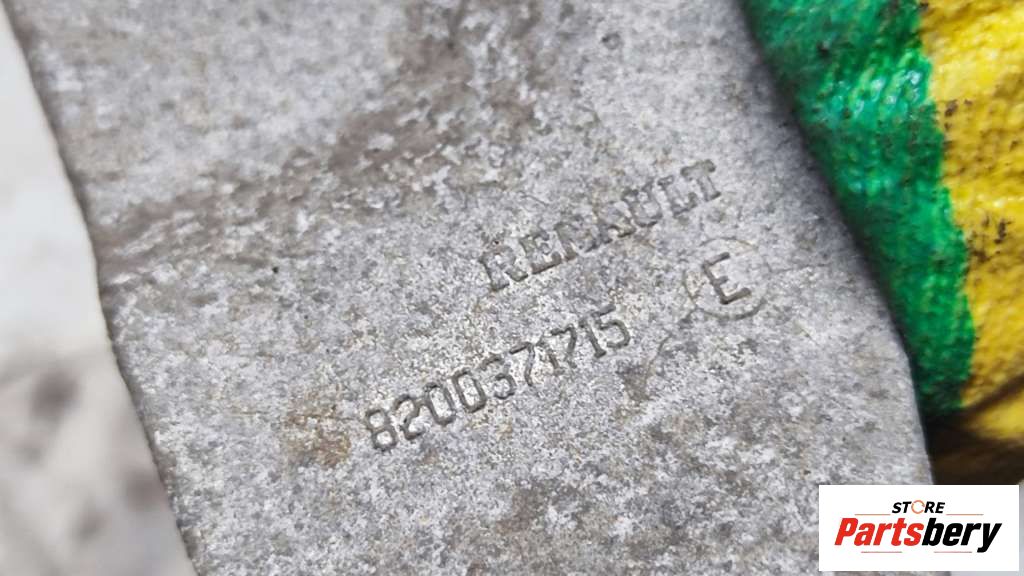 RENAULT
8200371715 E
STORE
Partsbery